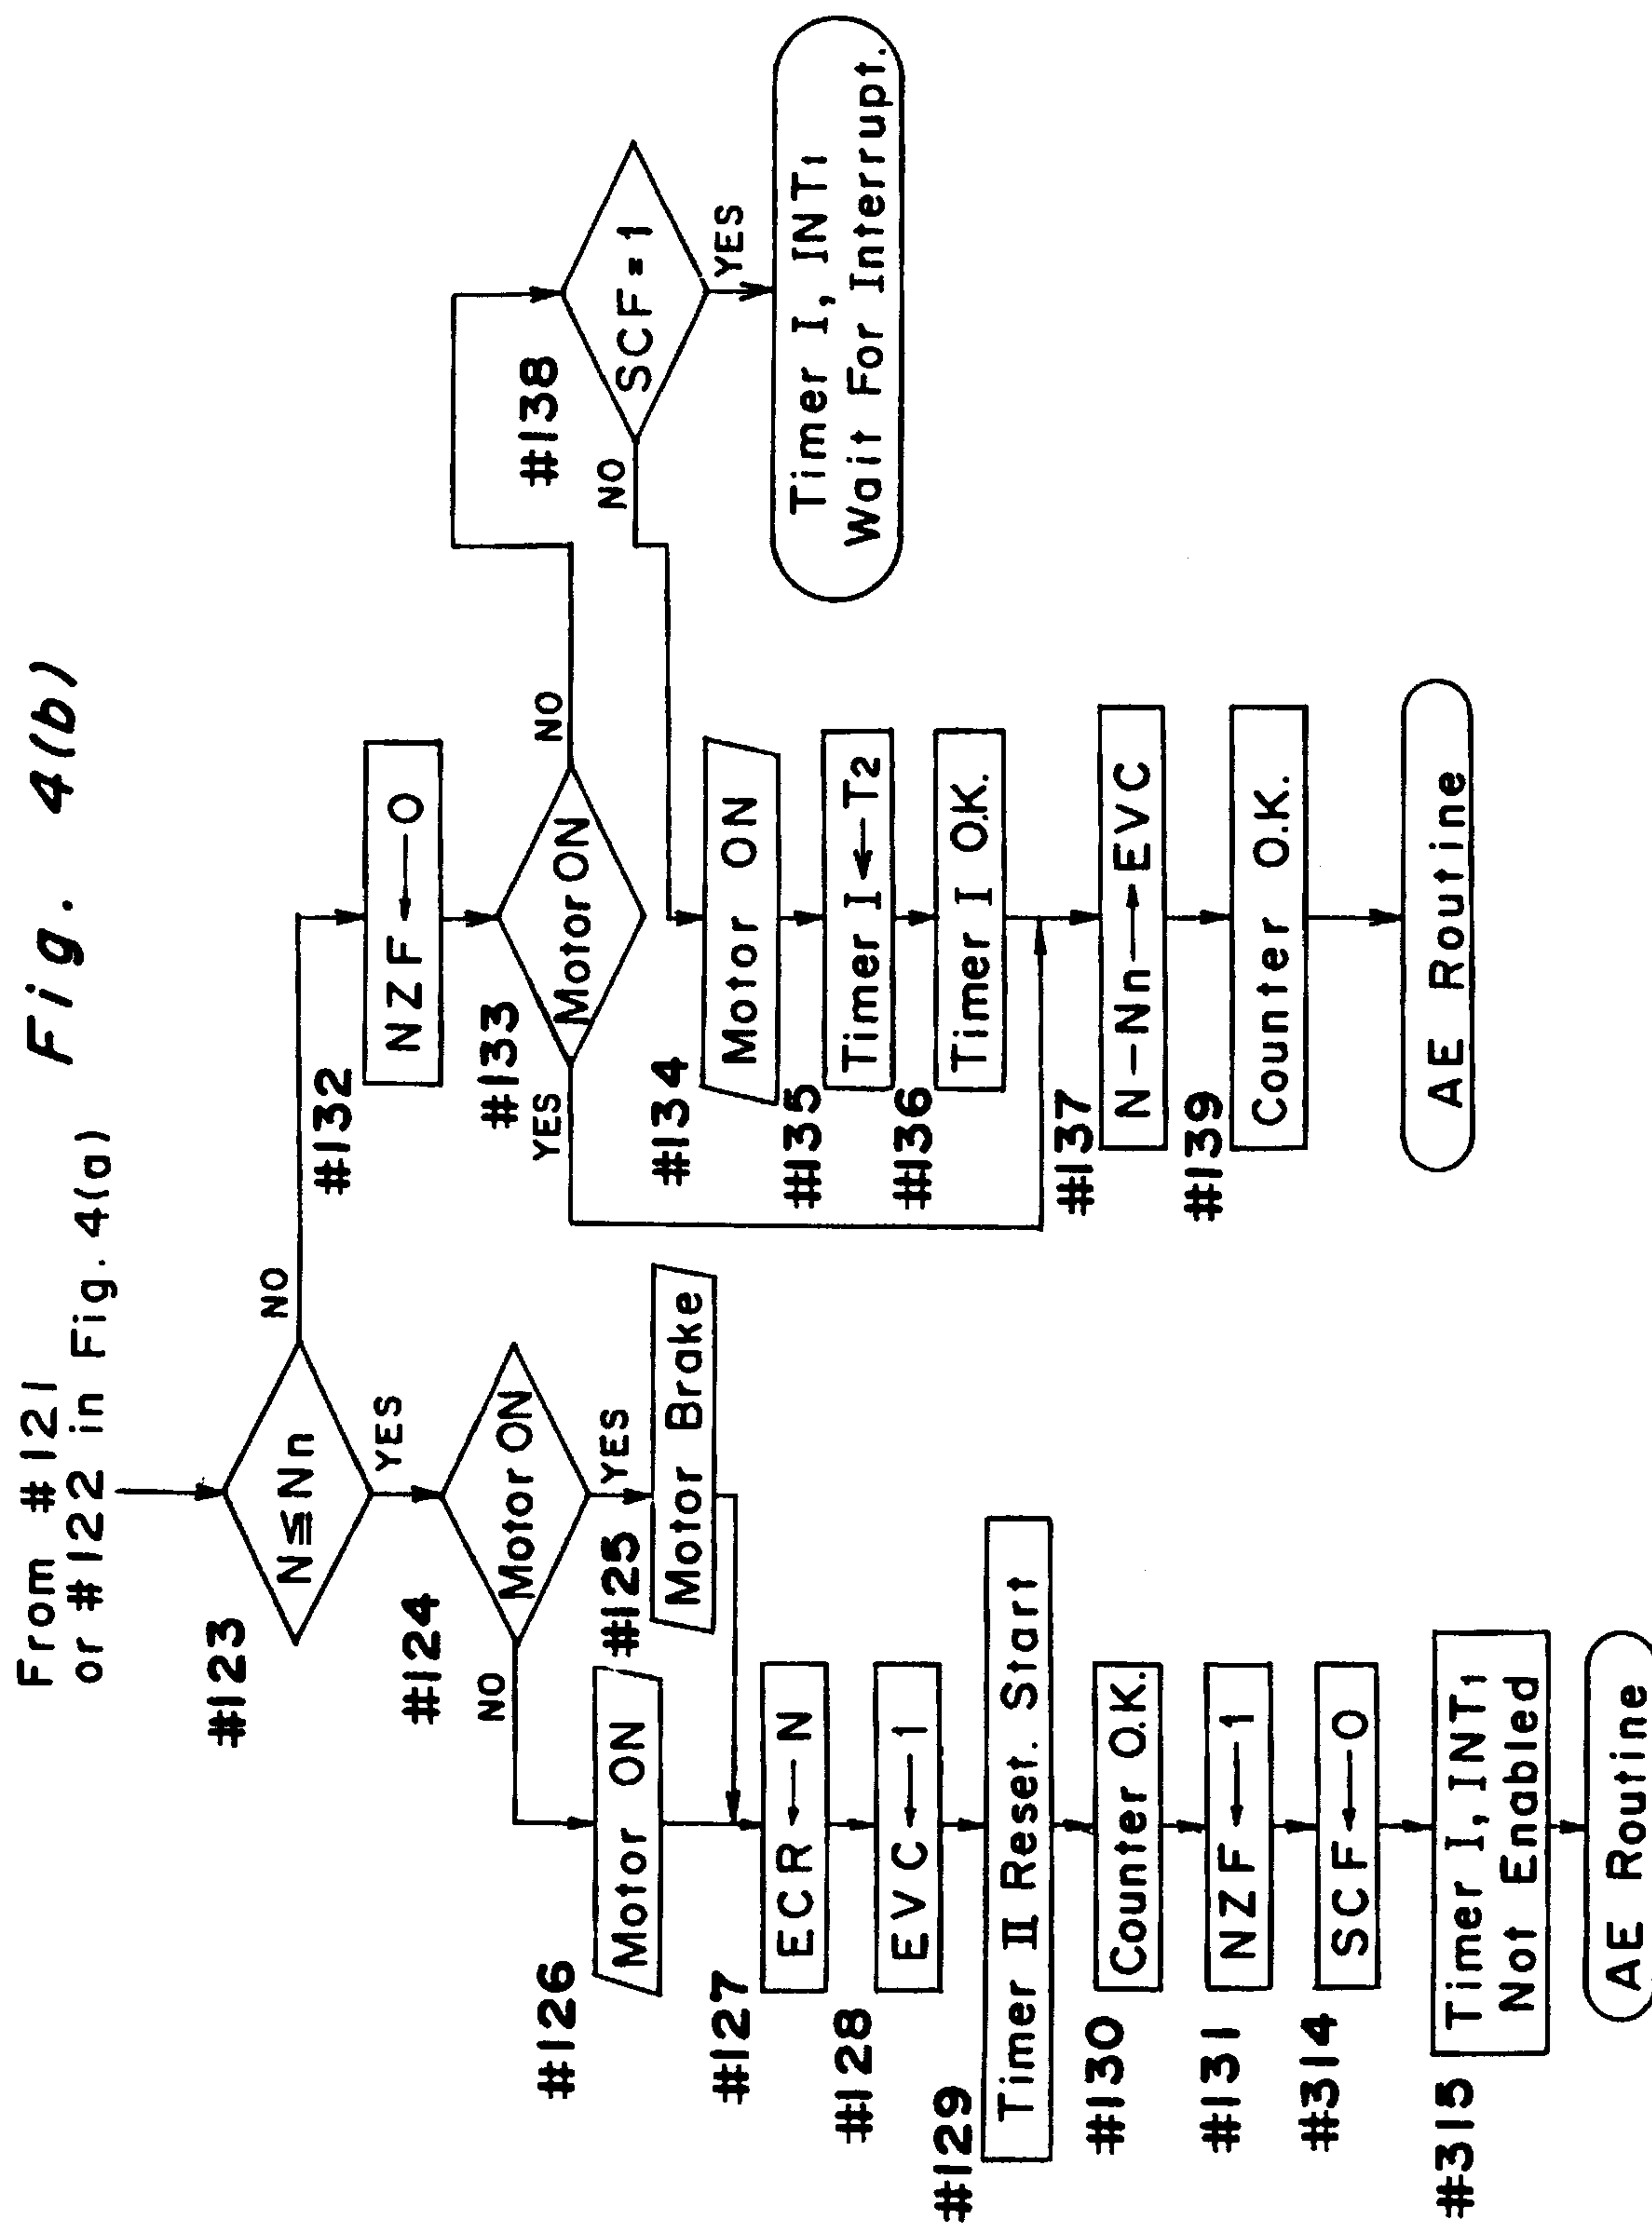 Fig. 4(b)
From #121
or #122 in Fig. 4(a)
#123
N≦Nn
NO
YES
#124
Motor ON
NO
YES
#125
Motor Brake
#126
Motor ON
#127
ECR←N
#128
EVC←1
#129
Timer II Reset. Start
#130
Counter O.K.
#131
NZF←1
#314
SCF←0
#315
Timer I, INT1
Not Enabled
AE Routine
#132
NZF←0
#133
Motor ON
YES
NO
#134
Motor ON
#135
Timer I←T2
#136
Timer I O.K.
#137
N-Nn→EVC
#139
Counter O.K.
AE Routine
#138
SCF=1
NO
YES
Timer I, INT1
Wait For Interrupt.